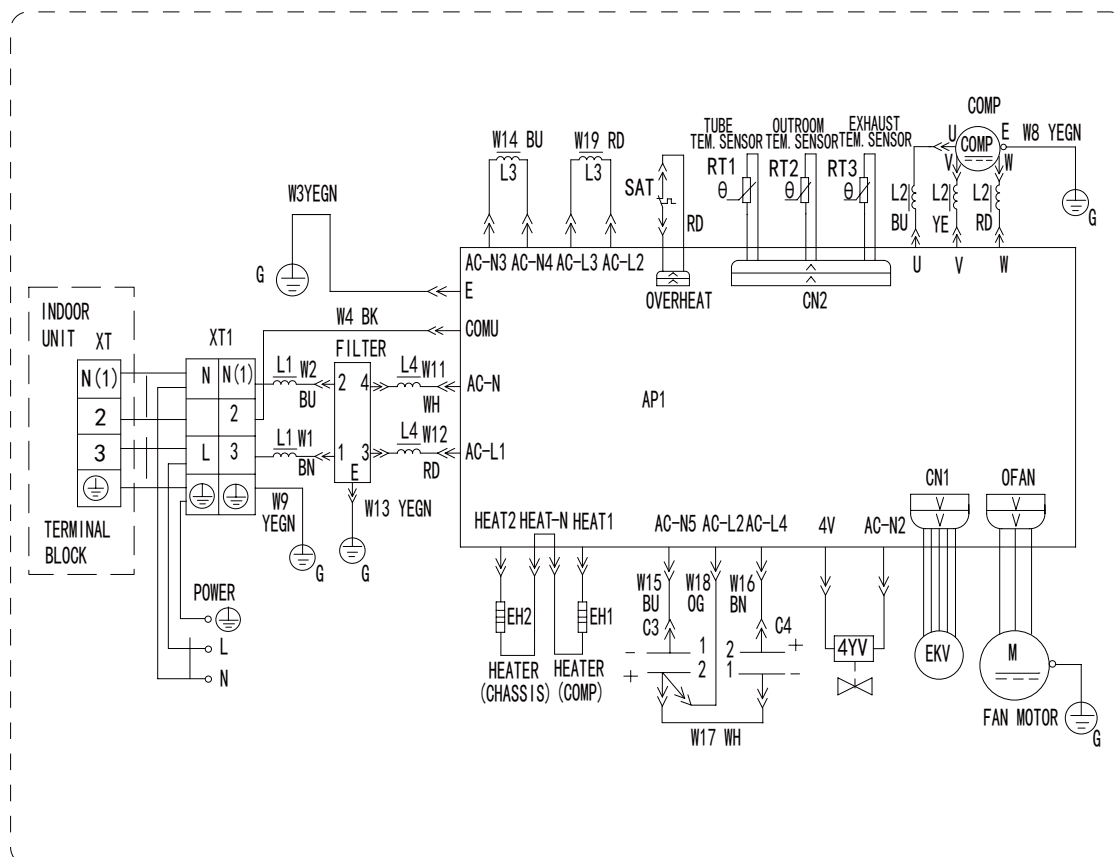 COMP
W14 BU
W19 RD
TUBE
TEM. SENSOR
OUTROOM
TEM. SENSOR
EXHAUST
TEM. SENSOR
U
V
E
W
W8 YEGN
COMP
L3
L3
SAT
RD
RT1
θ
RT2
θ
RT3
θ
L2
BU
L2
YE
L2
RD
G
W3YEGN
G
AC-N3
AC-N4
AC-L3
AC-L2
OVERHEAT
CN2
U
V
W
E
COMU
AC-N
AC-L1
AP1
W4 BK
INDOOR
UNIT
XT
N(1)
2
3
TERMINAL
BLOCK
XT1
N
N(1)
2
L
3
L1
W2
BU
L1
W1
BN
FILTER
2
4
1
3
E
L4
W11
WH
L4
W12
RD
W9
YEGN
G
W13 YEGN
G
POWER
L
N
HEAT2
HEAT-N
HEAT1
AC-N5
AC-L2
AC-L4
4V
AC-N2
CN1
OFAN
EH2
EH1
HEATER
(CHASSIS)
HEATER
(COMP)
W15
BU
W18
OG
W16
BN
C3
-
+
1
2
2
1
C4
+
-
W17 WH
4YV
EKV
M
FAN MOTOR
G